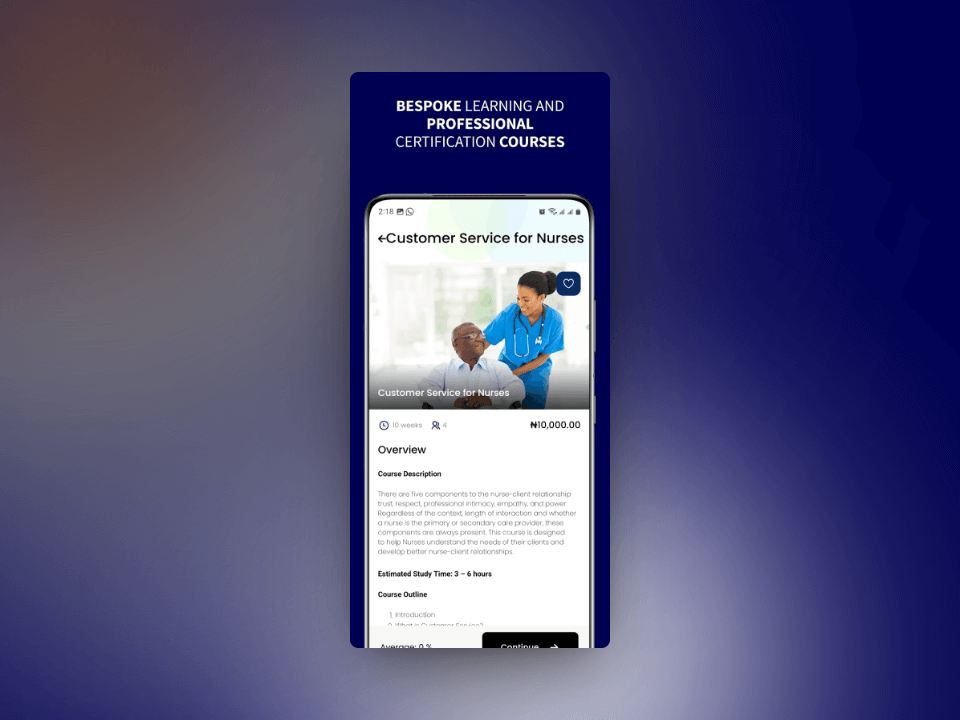 BESPOKE LEARNING AND
PROFESSIONAL
CERTIFICATION COURSES
2:18
←Customer Service for Nurses
Customer Service for Nurses
10 weeks 4 ₦10,000.00
Overview
Course Description
There are five components to the nurse-client relationship:
trust, respect, professional intimacy, empathy, and power.
Regardless of the context, length of interaction and whether
a nurse is the primary or secondary care provider, these
components are always present. This course is designed
to help Nurses understand the needs of their clients and
develop better nurse-client relationships.
Estimated Study Time: 3 – 6 hours
Course Outline
1. Introduction
2. What is Customer Service?
Average: 0 % Continue →